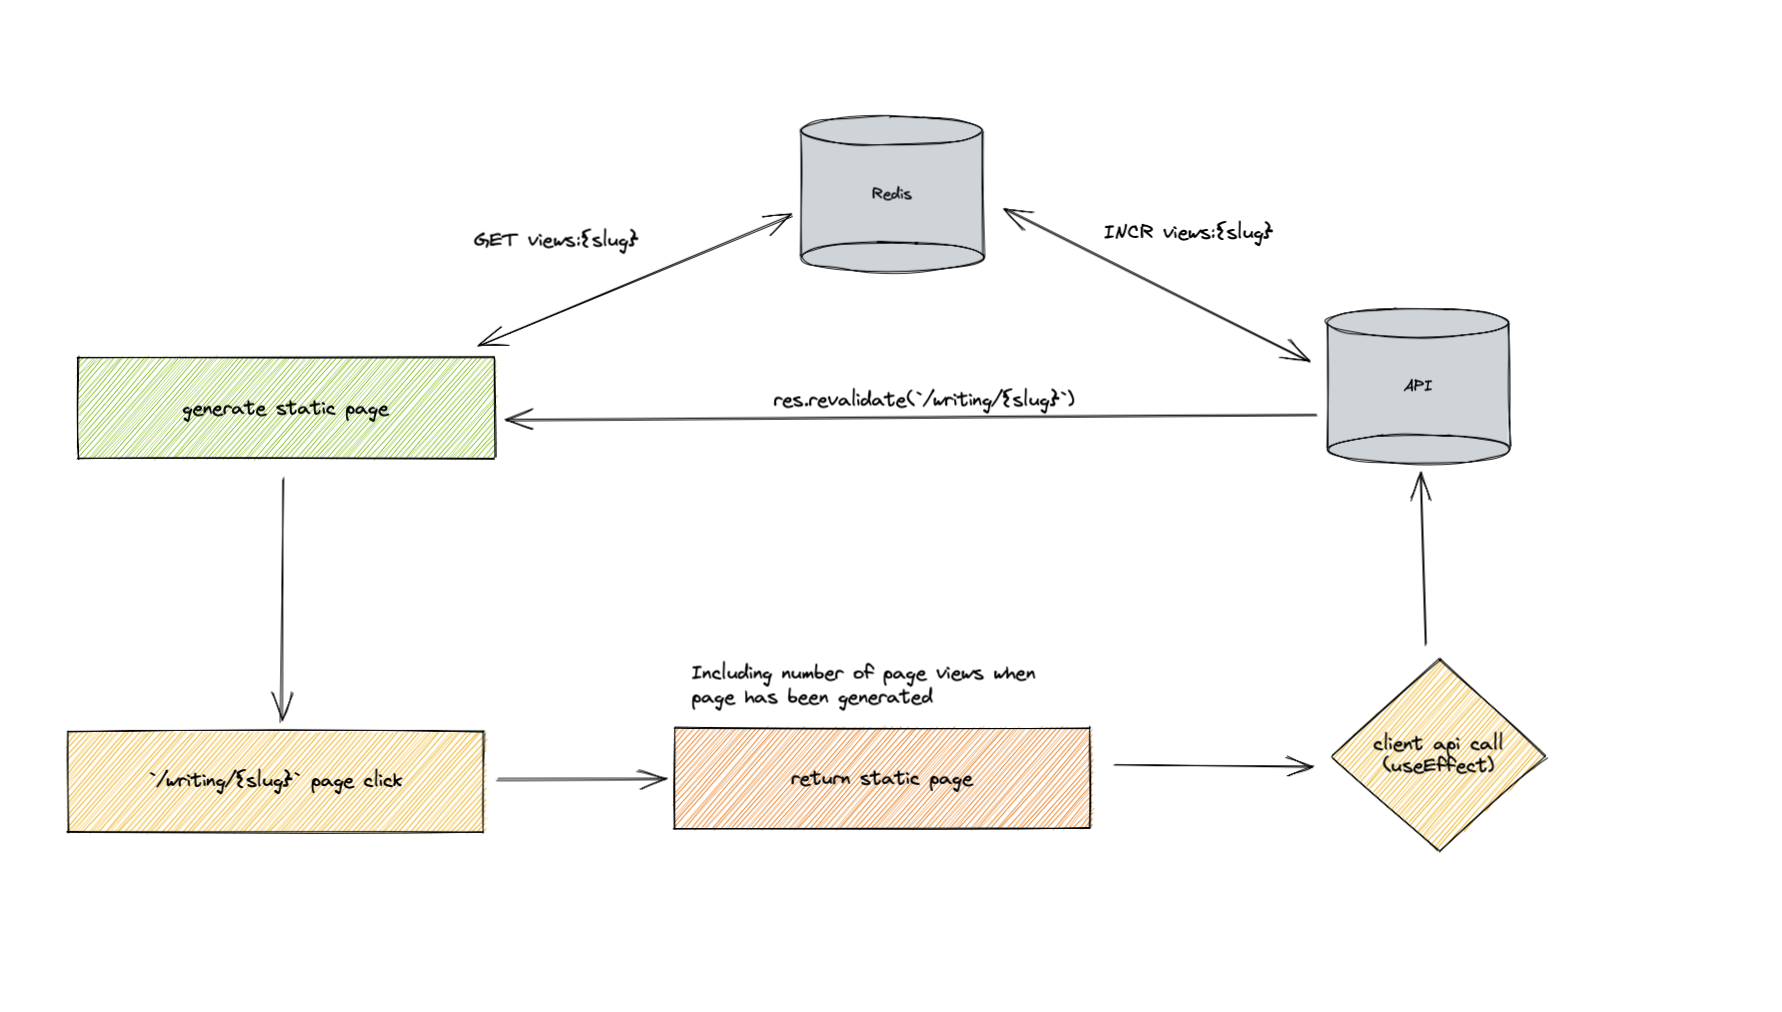 Redis
GET views:{slug}
INCR views:{slug}
API
res.revalidate(`/writing/{slug}`)
generate static page
Including number of page views when
page has been generated
`/writing/{slug}` page click
return static page
client api call
(useEffect)